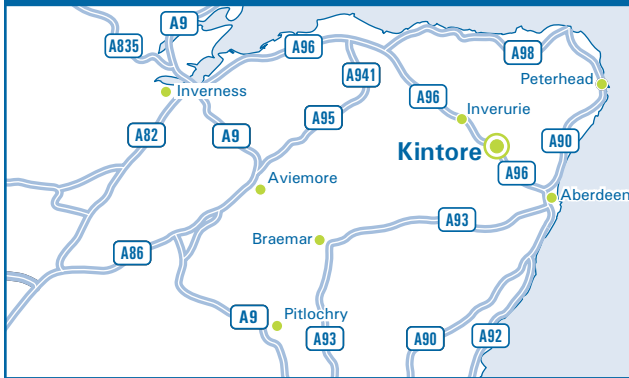 A9
A835
A96
A98
A941
Peterhead
Inverness
A96
Inverurie
A95
A82
A9
Kintore
A90
A96
Aviemore
Aberdeen
A93
Braemar
A86
A9
Pitlochry
A93
A90
A92